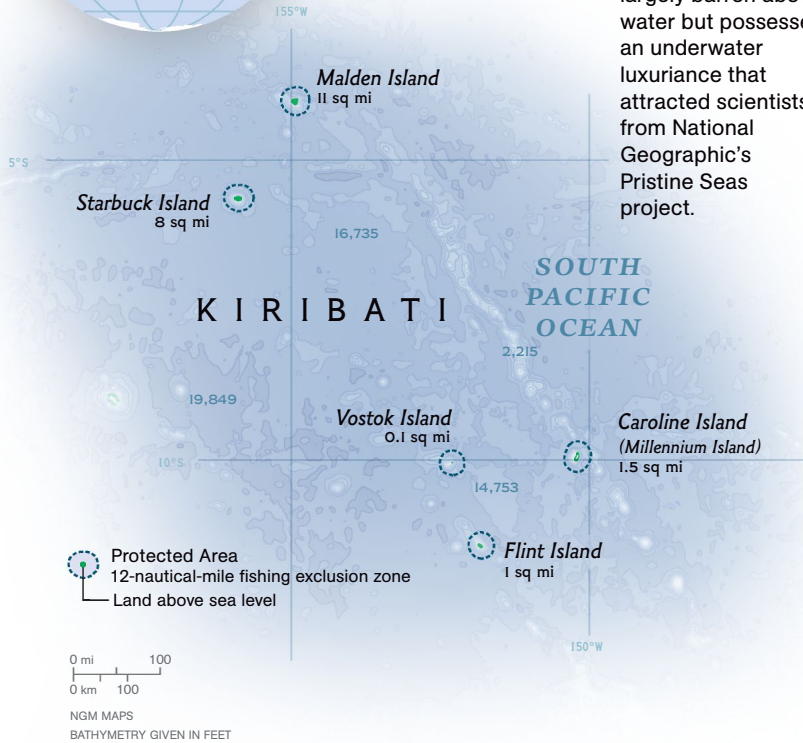 largely barren
water but
an underwater
luxuriance that
attracted scientists
from National
Geographic's
Pristine Seas
project.
155°W
Malden Island
11 sq mi
5°S
Starbuck Island
8 sq mi
16,735
SOUTH
PACIFIC
OCEAN
KIRIBATI
2,215
19,849
Vostok Island
0.1 sq mi
Caroline Island
(Millennium Island)
1.5 sq mi
10°S
14,753
Flint Island
1 sq mi
Protected Area
12-nautical-mile fishing exclusion zone
Land above sea level
150°W
0 mi 100
0 km 100
NGM MAPS
BATHYMETRY GIVEN IN FEET